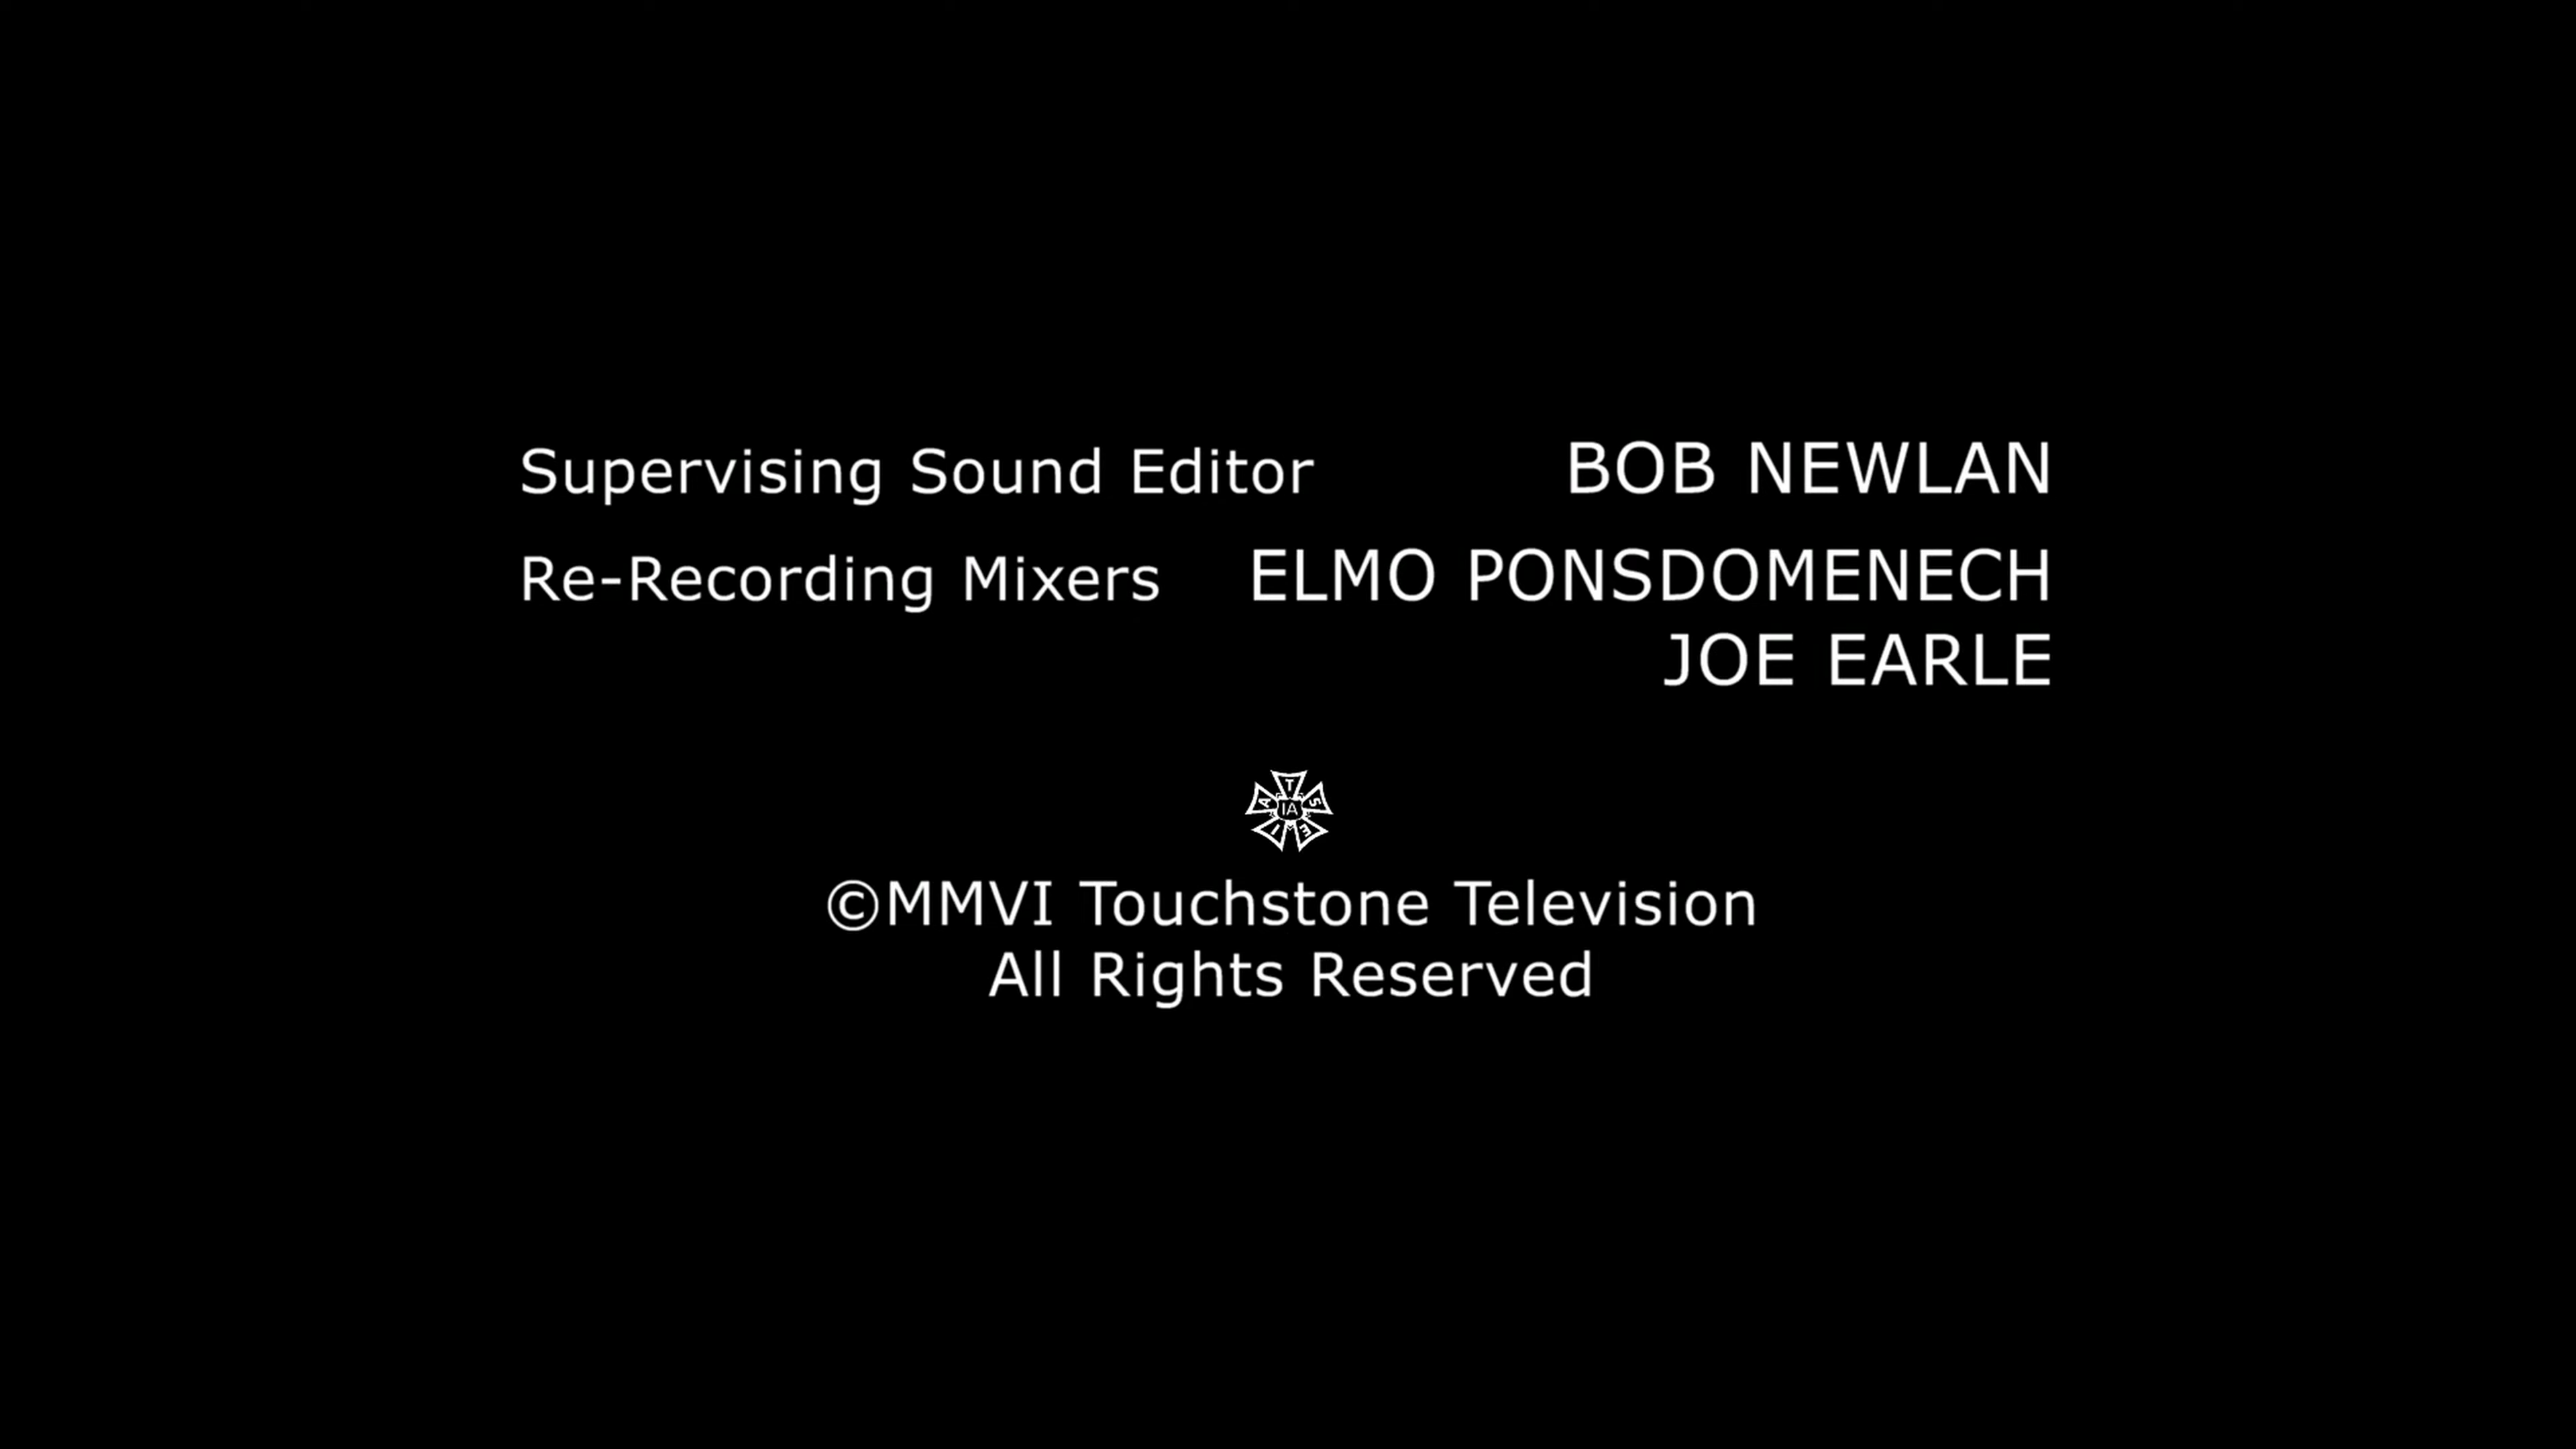 Supervising Sound Editor BOB NEWLAN
Re-Recording Mixers ELMO PONSDOMENECH
JOE EARLE
IATSE
IA
©MMVI Touchstone Television
All Rights Reserved